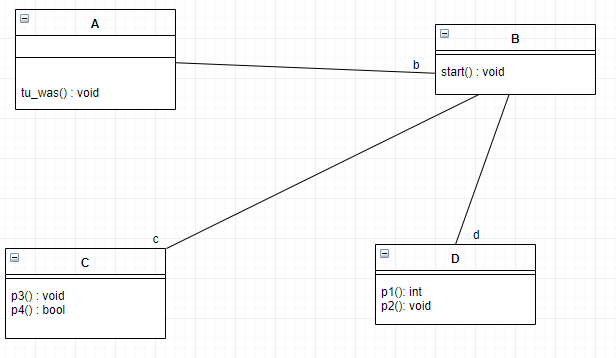 A
tu_was() : void
b
B
start() : void
c
C
p3() : void
p4() : bool
d
D
p1(): int
p2(): void